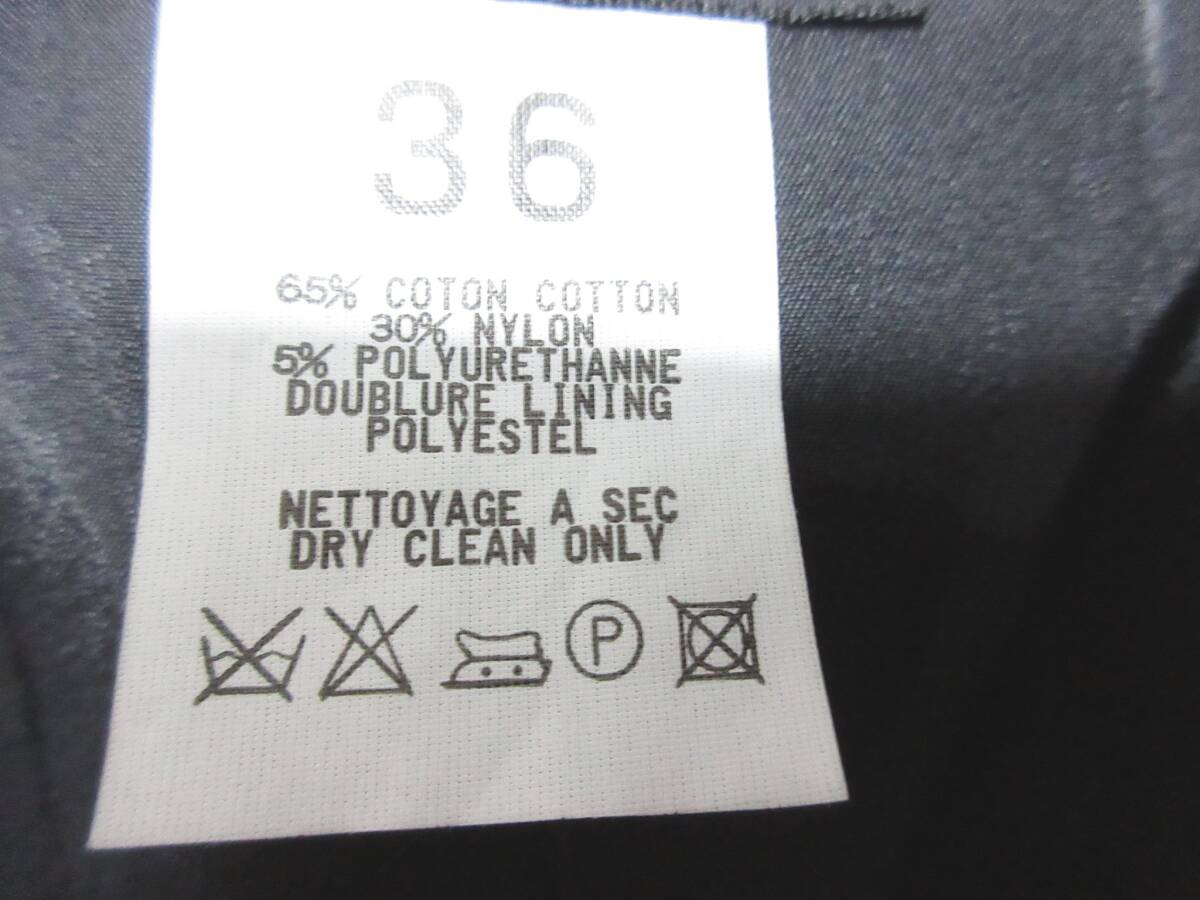 36
65% COTON COTTON
30% NYLON
5% POLYURETHANNE
DOUBLURE LINING
POLYESTEL
NETTOYAGE A SEC
DRY CLEAN ONLY
P